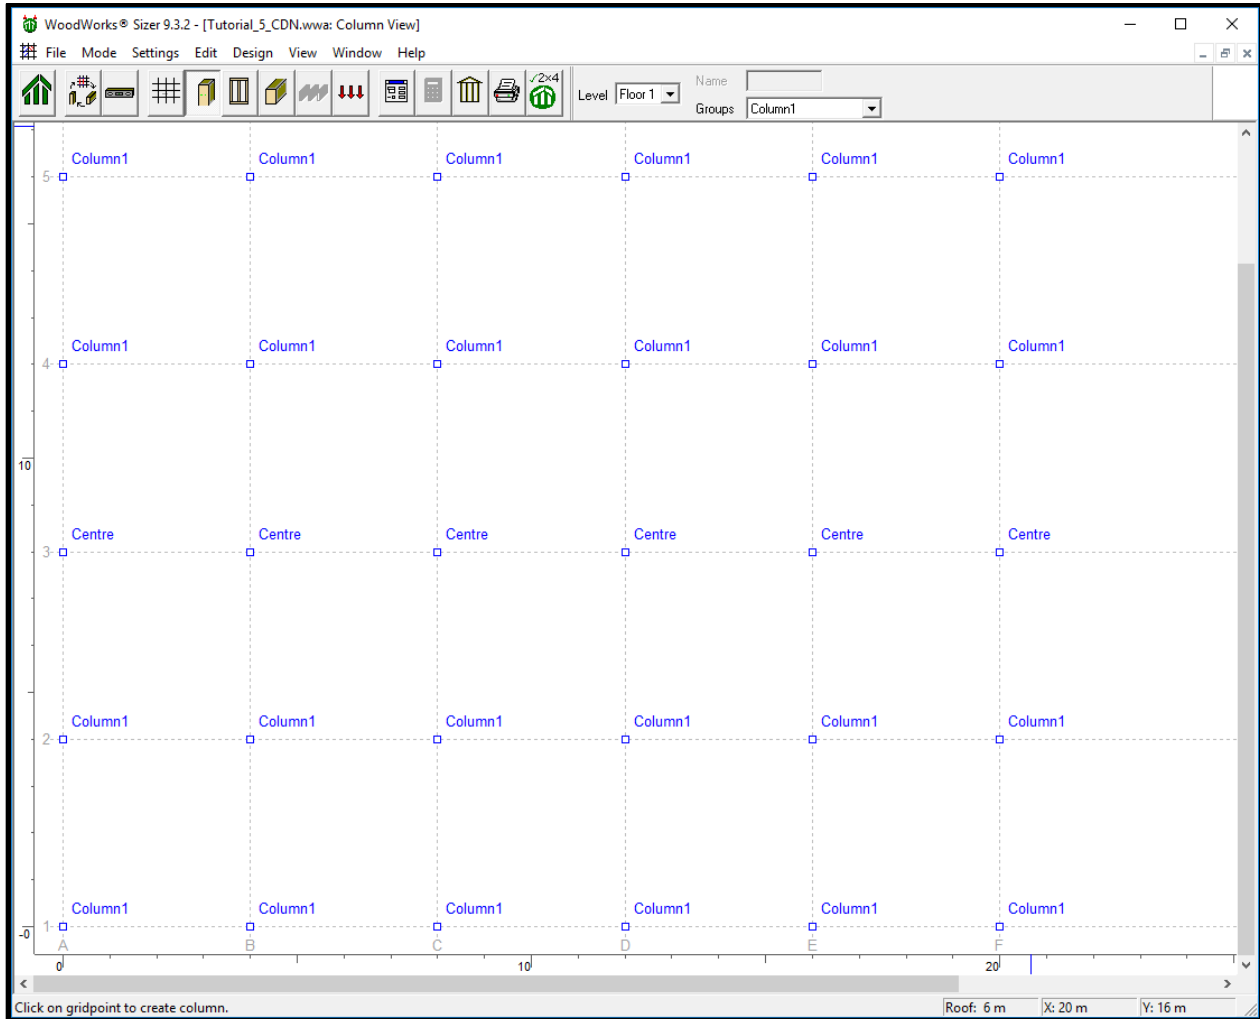 WoodWorks® Sizer 9.3.2 - [Tutorial_5_CDN.wwa: Column View]
File Mode Settings Edit Design View Window Help
✓2×4
Level Floor 1 Name
Groups Column1
Column1 Column1 Column1 Column1 Column1 Column1
5
Column1 Column1 Column1 Column1 Column1 Column1
4
10
Centre Centre Centre Centre Centre Centre
3
Column1 Column1 Column1 Column1 Column1 Column1
2
Column1 Column1 Column1 Column1 Column1 Column1
-0 1
A B C D E F
0 10 20
Click on gridpoint to create column. Roof: 6 m X: 20 m Y: 16 m